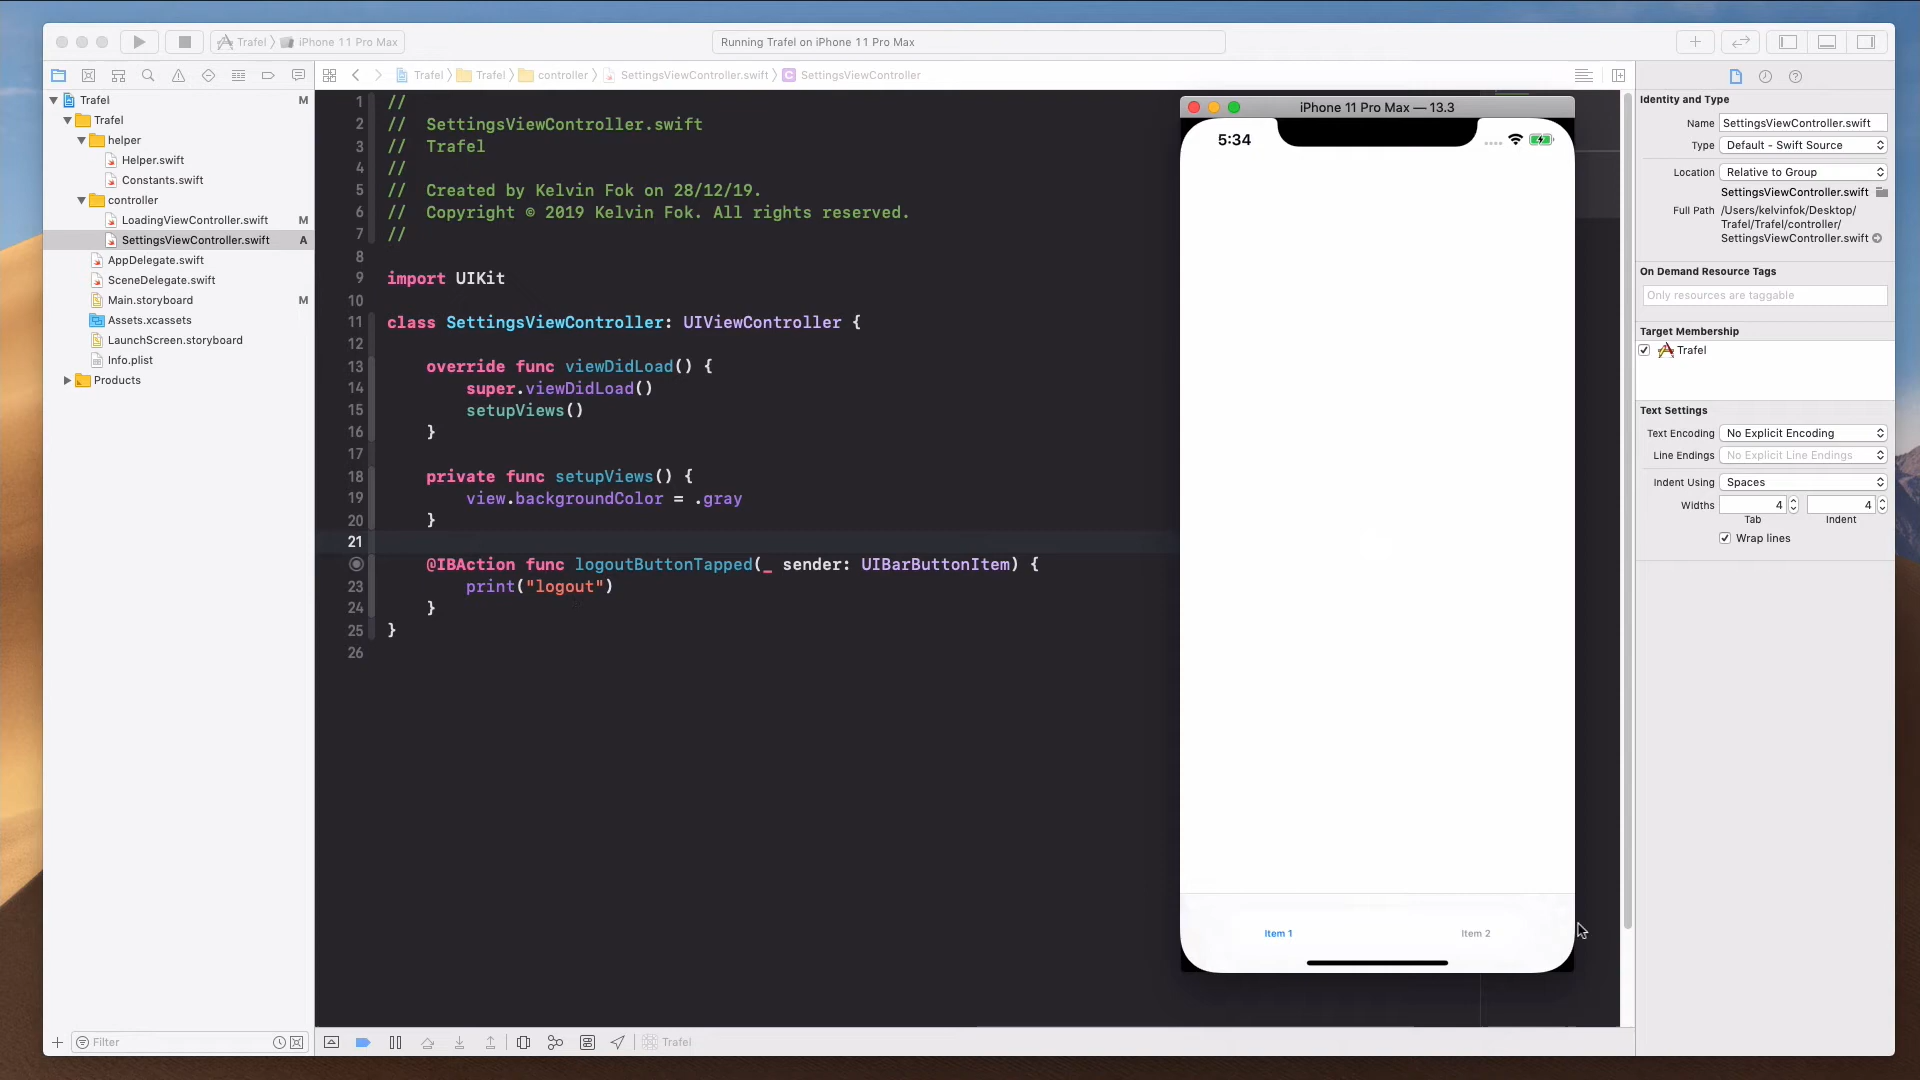 Trafel
iPhone 11 Pro Max
Running Trafel on iPhone 11 Pro Max
Trafel
Trafel
controller
SettingsViewController.swift
C
SettingsViewController
Trafel
M
Trafel
helper
Helper.swift
Constants.swift
controller
LoadingViewController.swift
M
SettingsViewController.swift
A
AppDelegate.swift
SceneDelegate.swift
Main.storyboard
M
Assets.xcassets
LaunchScreen.storyboard
Info.plist
Products
Filter
1 //
2 // SettingsViewController.swift
3 // Trafel
4 //
5 // Created by Kelvin Fok on 28/12/19.
6 // Copyright © 2019 Kelvin Fok. All rights reserved.
7 //
8
9 import UIKit
10
11 class SettingsViewController: UIViewController {
12
13 override func viewDidLoad() {
14 super.viewDidLoad()
15 setupViews()
16 }
17
18 private func setupViews() {
19 view.backgroundColor = .gray
20 }
21
@IBAction func logoutButtonTapped(_ sender: UIBarButtonItem) {
23 print("logout")
24 }
25 }
26
Trafel
iPhone 11 Pro Max — 13.3
5:34
Item 1
Item 2
Identity and Type
Name SettingsViewController.swift
Type Default - Swift Source
Location Relative to Group
SettingsViewController.swift
Full Path /Users/kelvinfok/Desktop/
Trafel/Trafel/controller/
SettingsViewController.swift
On Demand Resource Tags
Only resources are taggable
Target Membership
Trafel
Text Settings
Text Encoding No Explicit Encoding
Line Endings No Explicit Line Endings
Indent Using Spaces
Widths 4 4
Tab Indent
Wrap lines